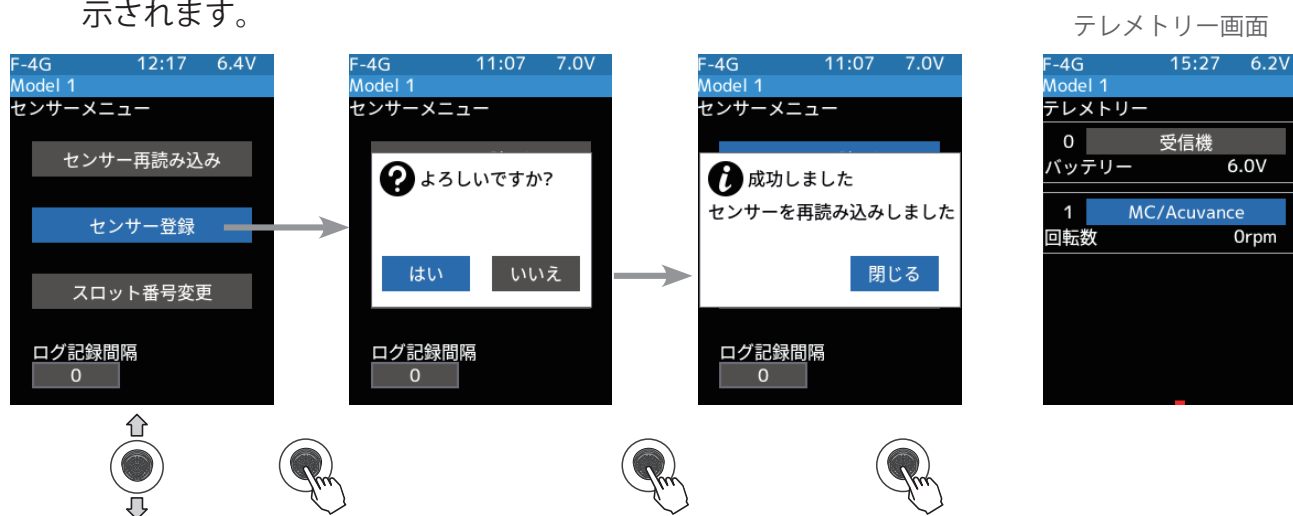 示されます。
テレメトリー画面
F-4G 12:17 6.4V
Model 1
センサーメニュー
センサー再読み込み
センサー登録
スロット番号変更
ログ記録間隔
0
F-4G 11:07 7.0V
Model 1
センサーメニュー
よろしいですか?
はい いいえ
ログ記録間隔
0
F-4G 11:07 7.0V
Model 1
センサーメニュー
成功しました
センサーを再読み込みしました
閉じる
ログ記録間隔
0
F-4G 15:27 6.2V
Model 1
テレメトリー
0 受信機
バッテリー 6.0V
1 MC/Acuvance
回転数 0rpm